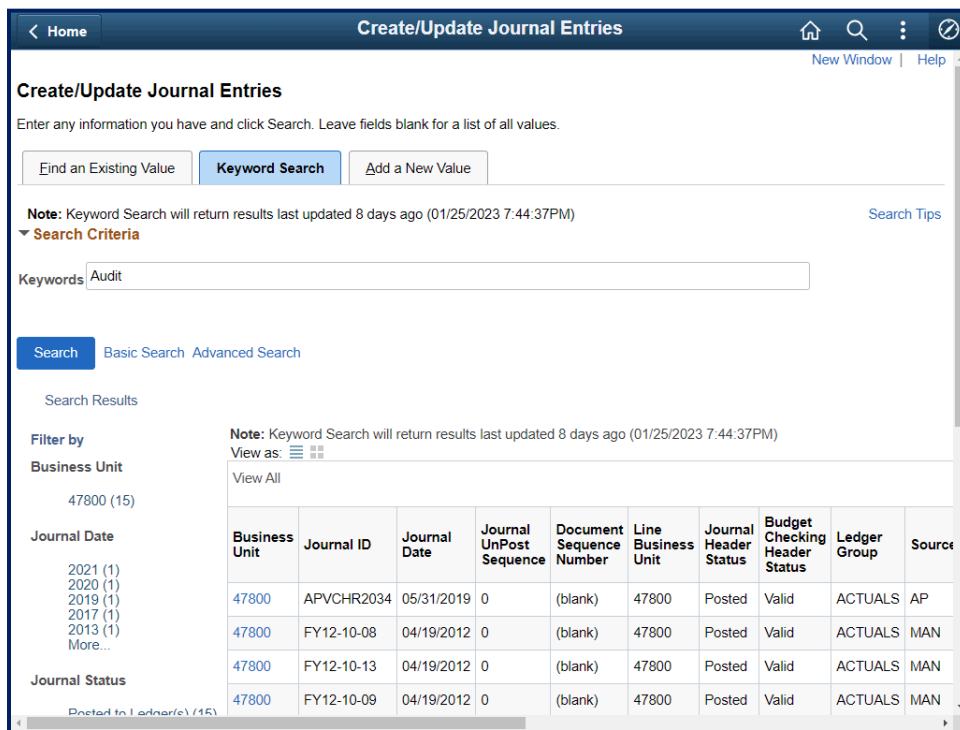 Home
Create/Update Journal Entries
New Window | Help
Create/Update Journal Entries
Enter any information you have and click Search. Leave fields blank for a list of all values.
Find an Existing Value
Keyword Search
Add a New Value
Note: Keyword Search will return results last updated 8 days ago (01/25/2023 7:44:37PM)
Search Tips
Search Criteria
Keywords Audit
Search Basic Search Advanced Search
Search Results
Filter by
Business Unit
47800 (15)
Journal Date
2021 (1)
2020 (1)
2019 (1)
2017 (1)
2013 (1)
More...
Journal Status
Posted to Ledger(s) (15)
Note: Keyword Search will return results last updated 8 days ago (01/25/2023 7:44:37PM)
View as:
View All
Business Unit Journal ID Journal Date Journal UnPost Sequence Document Sequence Number Line Business Unit Journal Header Status Budget Checking Header Status Ledger Group Source
47800 APVCHR2034 05/31/2019 0 (blank) 47800 Posted Valid ACTUALS AP
47800 FY12-10-08 04/19/2012 0 (blank) 47800 Posted Valid ACTUALS MAN
47800 FY12-10-13 04/19/2012 0 (blank) 47800 Posted Valid ACTUALS MAN
47800 FY12-10-09 04/19/2012 0 (blank) 47800 Posted Valid ACTUALS MAN